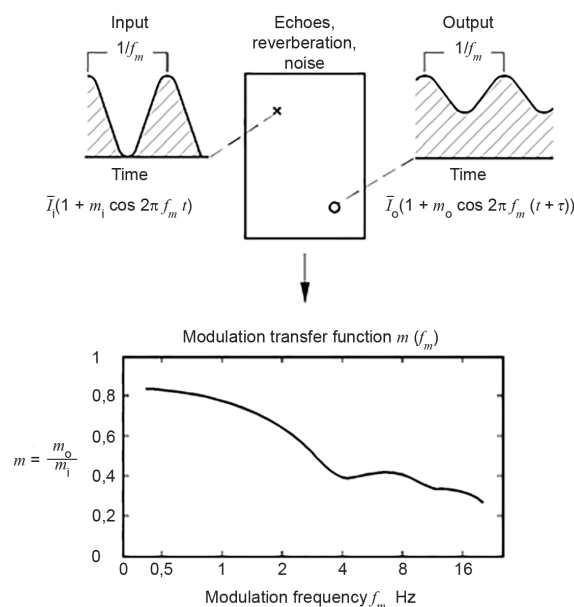 Input
1/fm
Time
Īi(1 + mi cos 2π fm t)
Echoes,
reverberation,
noise
Output
1/fm
Time
Īo(1 + mo cos 2π fm (t + τ))
Modulation transfer function m (fm)
1
0,8
0,6
0,4
0,2
0
m = mo/mi
0 0,5 1 2 4 8 16
Modulation frequency fm Hz